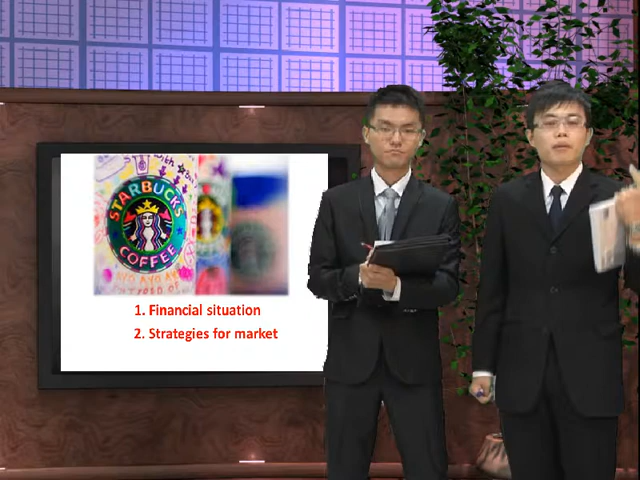 STARBUCKS
COFFEE
1. Financial situation
2. Strategies for market